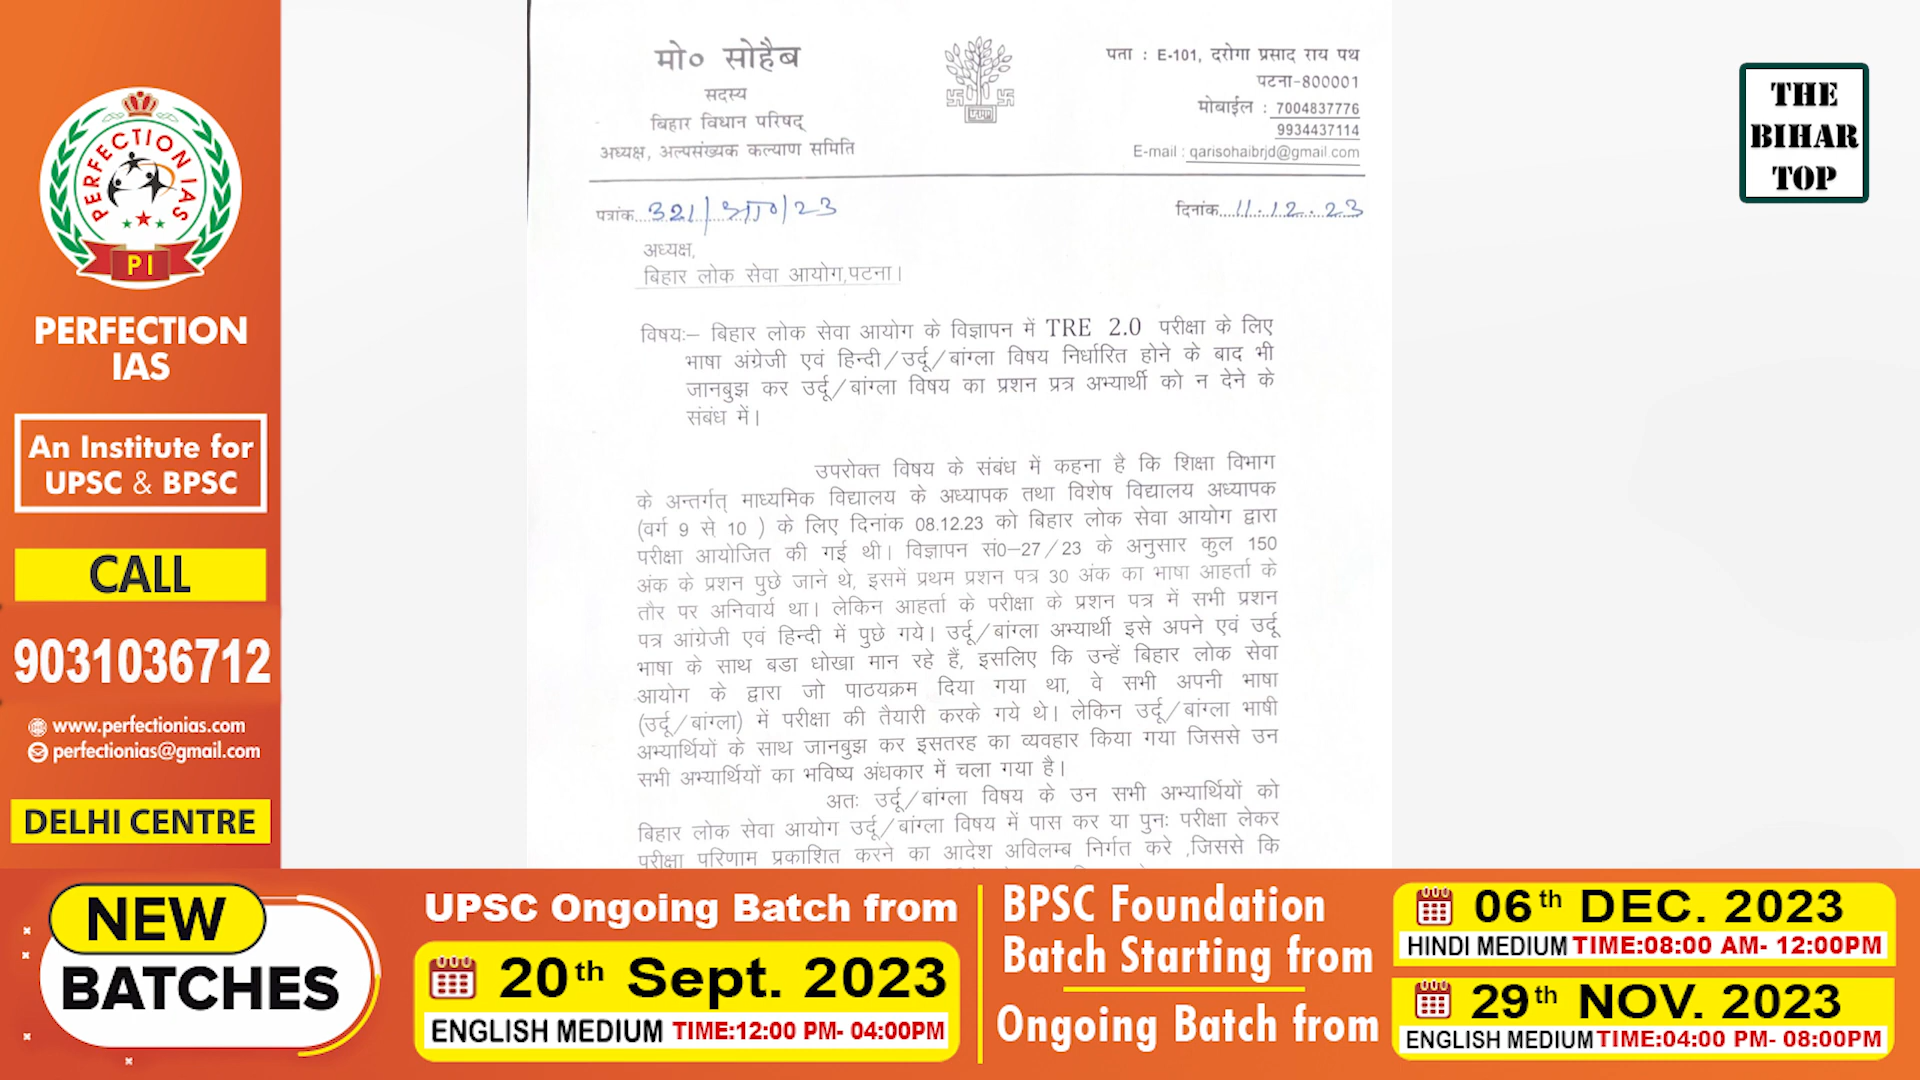 PERFECTION IAS
PI
PERFECTION
IAS
An Institute for
UPSC & BPSC
CALL
9031036712
www.perfectionias.com
perfectionias@gmail.com
DELHI CENTRE
मो० सोहैब
सदस्य
बिहार विधान परिषद्
अध्यक्ष, अल्पसंख्यक कल्याण समिति
पता : E-101, दरोगा प्रसाद राय पथ
पटना-800001
मोबाईल : 7004837776
9934437114
E-mail : qarisohaibrjd@gmail.com
पत्रांक....321/आ0/23
दिनांक....11.12.23
अध्यक्ष,
बिहार लोक सेवा आयोग,पटना।
विषयः– बिहार लोक सेवा आयोग के विज्ञापन में TRE 2.0 परीक्षा के लिए
भाषा अंग्रेजी एवं हिन्दी/उर्दू/बांग्ला विषय निर्धारित होने के बाद भी
जानबुझ कर उर्दू/बांग्ला विषय का प्रशन प्रत्र अभ्यार्थी को न देने के
संबंध में।
उपरोक्त विषय के संबंध में कहना है कि शिक्षा विभाग
के अन्तर्गत् माध्यमिक विद्यालय के अध्यापक तथा विशेष विद्यालय अध्यापक
(वर्ग 9 से 10 ) के लिए दिनांक 08.12.23 को बिहार लोक सेवा आयोग द्वारा
परीक्षा आयोजित की गई थी। विज्ञापन सं0–27/23 के अनुसार कुल 150
अंक के प्रशन पुछे जाने थे, इसमें प्रथम प्रशन पत्र 30 अंक का भाषा आहर्ता के
तौर पर अनिवार्य था। लेकिन आहर्ता के परीक्षा के प्रशन पत्र में सभी प्रशन
पत्र आंग्रेजी एवं हिन्दी में पुछे गये। उर्दू/बांग्ला अभ्यार्थी इसे अपने एवं उर्दू
भाषा के साथ बडा धोखा मान रहे हैं, इसलिए कि उन्हें बिहार लोक सेवा
आयोग के द्वारा जो पाठयक्रम दिया गया था, वे सभी अपनी भाषा
(उर्दू/बांग्ला) में परीक्षा की तैयारी करके गये थे। लेकिन उर्दू/बांग्ला भाषी
अभ्यार्थियों के साथ जानबुझ कर इसतरह का व्यवहार किया गया जिससे उन
सभी अभ्यार्थियों का भविष्य अंधकार में चला गया है।
अतः उर्दू/बांग्ला विषय के उन सभी अभ्यार्थियों को
बिहार लोक सेवा आयोग उर्दू/बांग्ला विषय में पास कर या पुनः परीक्षा लेकर
परीक्षा परिणाम प्रकाशित करने का आदेश अविलम्ब निर्गत करे ,जिससे कि
THE
BIHAR
TOP
NEW
BATCHES
UPSC Ongoing Batch from
20th Sept. 2023
ENGLISH MEDIUM TIME:12:00 PM- 04:00PM
BPSC Foundation
Batch Starting from
Ongoing Batch from
06th DEC. 2023
HINDI MEDIUM TIME:08:00 AM- 12:00PM
29th NOV. 2023
ENGLISH MEDIUM TIME:04:00 PM- 08:00PM